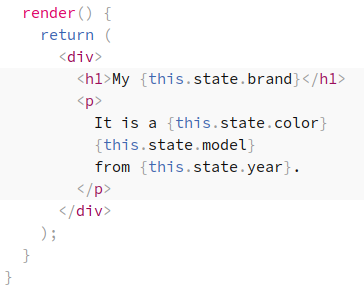 render() {
return (
<div>
<h1>My {this.state.brand}</h1>
<p>
It is a {this.state.color}
{this.state.model}
from {this.state.year}.
</p>
</div>
);
}
}